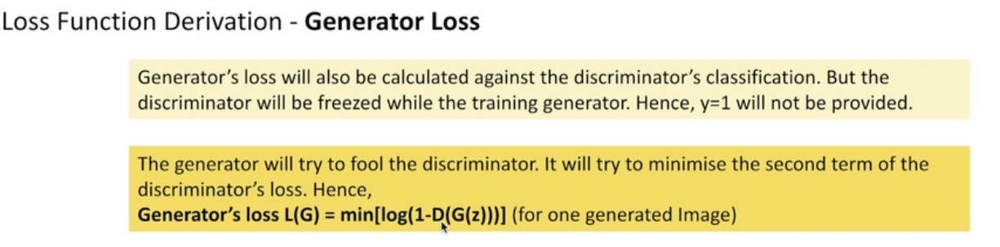 Loss Function Derivation - Generator Loss
Generator's loss will also be calculated against the discriminator's classification. But the
discriminator will be freezed while the training generator. Hence, y=1 will not be provided.
The generator will try to fool the discriminator. It will try to minimise the second term of the
discriminator's loss. Hence,
Generator's loss L(G) = min[log(1-D(G(z)))] (for one generated Image)